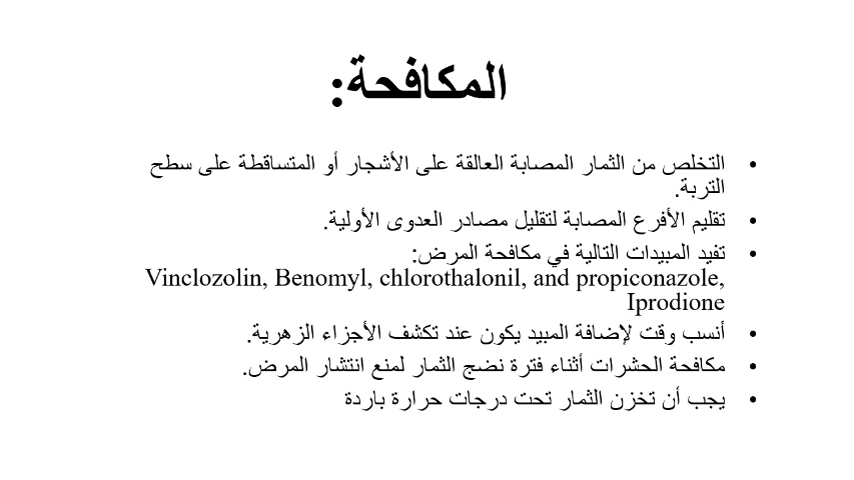 المكافحة:
• التخلص من الثمار المصابة العالقة على الأشجار أو المتساقطة على سطح
التربة.
• تقليم الأفرع المصابة لتقليل مصادر العدوى الأولية.
• تفيد المبيدات التالية في مكافحة المرض:
Vinclozolin, Benomyl, chlorothalonil, and propiconazole,
Iprodione
• أنسب وقت لإضافة المبيد يكون عند تكشف الأجزاء الزهرية.
• مكافحة الحشرات أثناء فترة نضج الثمار لمنع انتشار المرض.
• يجب أن تخزن الثمار تحت درجات حرارة باردة